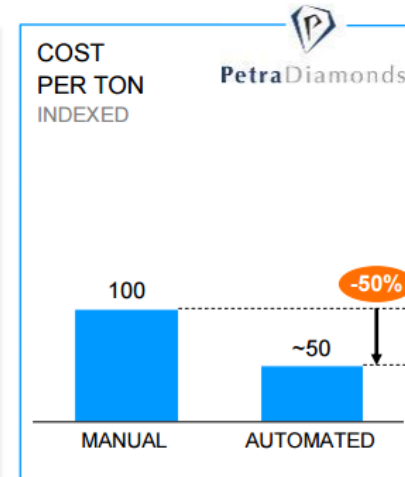 COST
PER TON
INDEXED
P
PetraDiamonds
100
-50%
~50
MANUAL
AUTOMATED